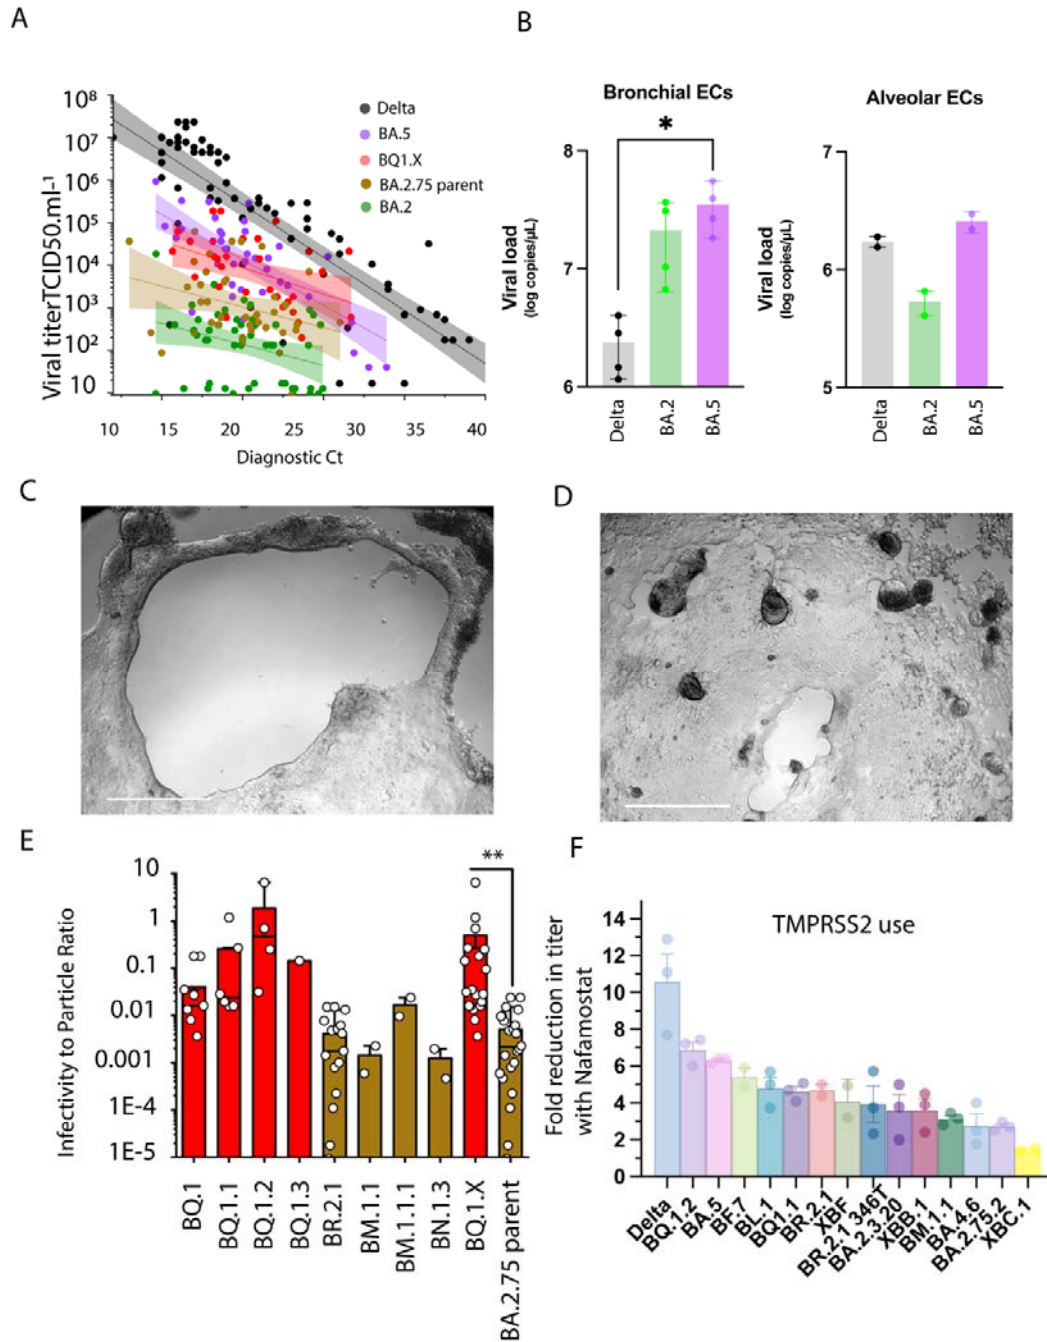 A
B
10⁸
10⁷
10⁶
10⁵
10⁴
10³
10²
10
Viral titerTCID50.ml⁻¹
10 15 20 25 30 35 40
Diagnostic Ct
Delta
BA.5
BQ1.X
BA.2.75 parent
BA.2
Bronchial ECs
*
8
7
6
Viral load
(log copies/μL)
Delta
BA.2
BA.5
Alveolar ECs
7
6
5
Viral load
(log copies/μL)
Delta
BA.2
BA.5
C
D
E
10
1
0.1
0.01
0.001
1E-4
1E-5
Infectivity to Particle Ratio
**
BQ.1
BQ.1.1
BQ.1.2
BQ.1.3
BR.2.1
BM.1.1
BM.1.1.1
BN.1.3
BQ.1.X
BA.2.75 parent
F
TMPRSS2 use
Fold reduction in titer
with Nafamostat
14
12
10
8
6
4
2
0
Delta
BQ.1.2
BA.5
BF.7
BL.1
BQ1.1
BR.2.1
XBF
BR.2.1 346T
BA.2.3.20
XBB.1
BM.1.1
BA.4.6
BA.2.75.2
XBC.1